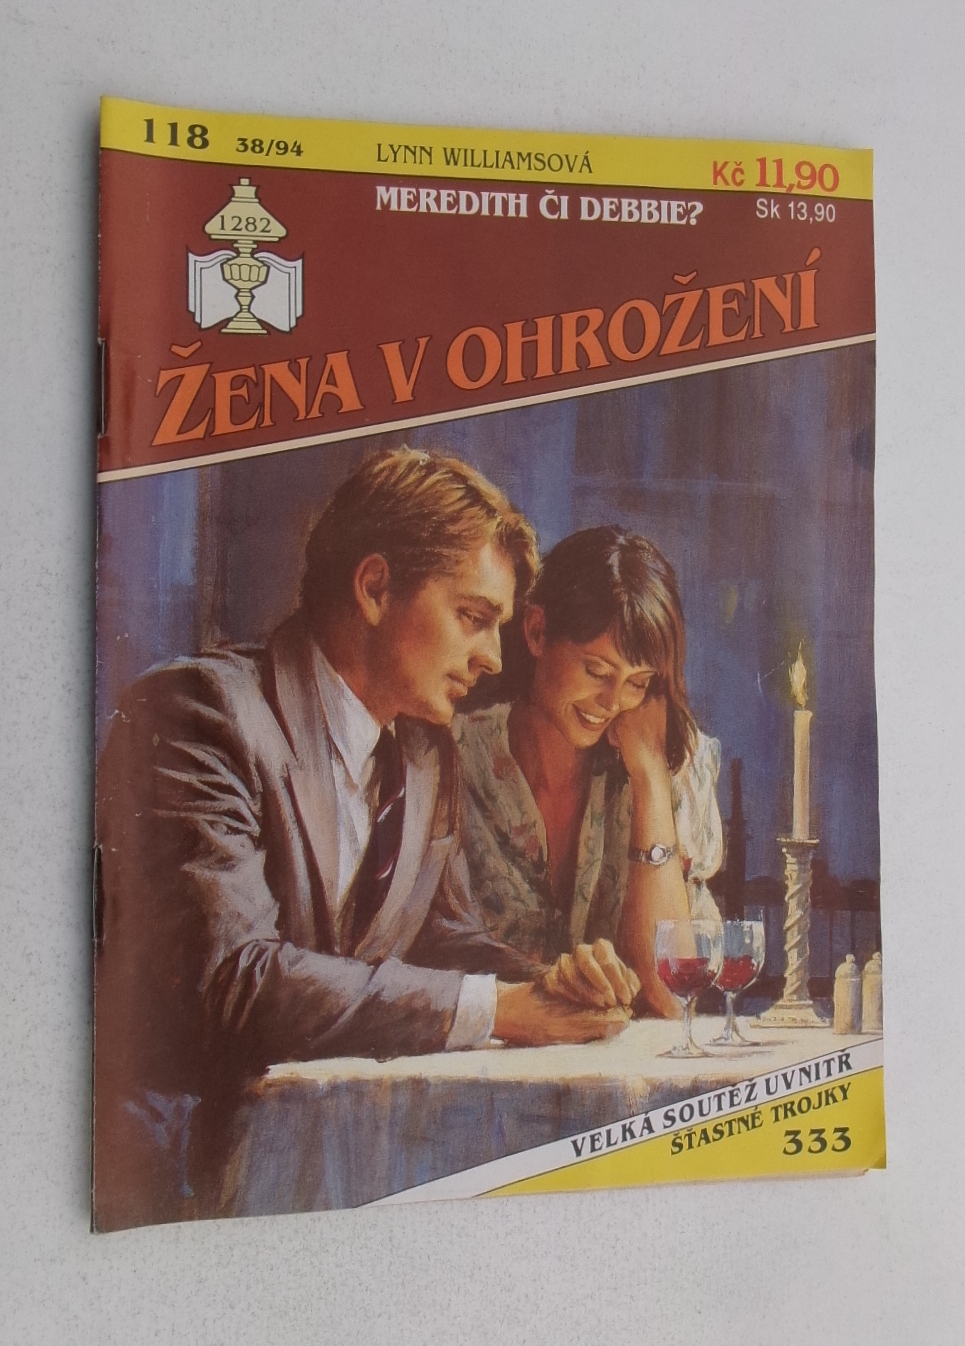 118 38/94 LYNN WILLIAMSOVÁ Kč 11,90
MEREDITH ČI DEBBIE? Sk 13,90
1282
ŽENA V OHROŽENÍ
VELKÁ SOUTĚŽ UVNITŘ
ŠŤASTNÉ TROJKY
333